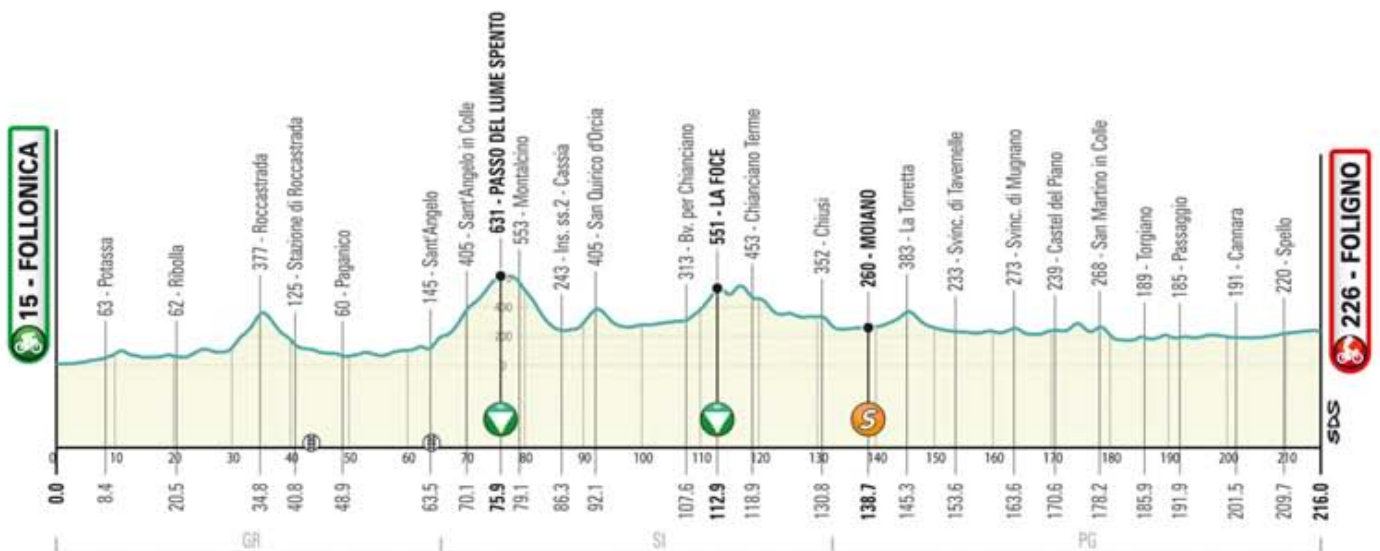 15 - FOLLONICA
63 - Potassa
62 - Ribolla
377 - Roccastrada
125 - Stazione di Roccastrada
60 - Paganico
145 - Sant'Angelo
405 - Sant'Angelo in Colle
631 - PASSO DEL LUME SPENTO
553 - Montalcino
243 - Ins. ss.2 - Cassia
405 - San Quirico d'Orcia
313 - Bv. per Chianciano
551 - LA FOCE
453 - Chianciano Terme
352 - Chiusi
260 - MOIANO
383 - La Torretta
233 - Svinc. di Tavernelle
273 - Svinc. di Mugnano
239 - Castel del Piano
268 - San Martino in Colle
189 - Torgiano
185 - Passaggio
191 - Cannara
220 - Spello
226 - FOLIGNO
400
200
0
S
SDS
0 10 20 30 40 50 60 70 80 90 100 110 120 130 140 150 160 170 180 190 200 210
0.0 8.4 20.5 34.8 40.8 48.9 63.5 70.1 75.9 79.1 86.3 92.1 107.6 112.9 118.9 130.8 138.7 145.3 153.6 163.6 170.6 178.2 185.9 191.9 201.5 209.7 216.0
GR SI PG